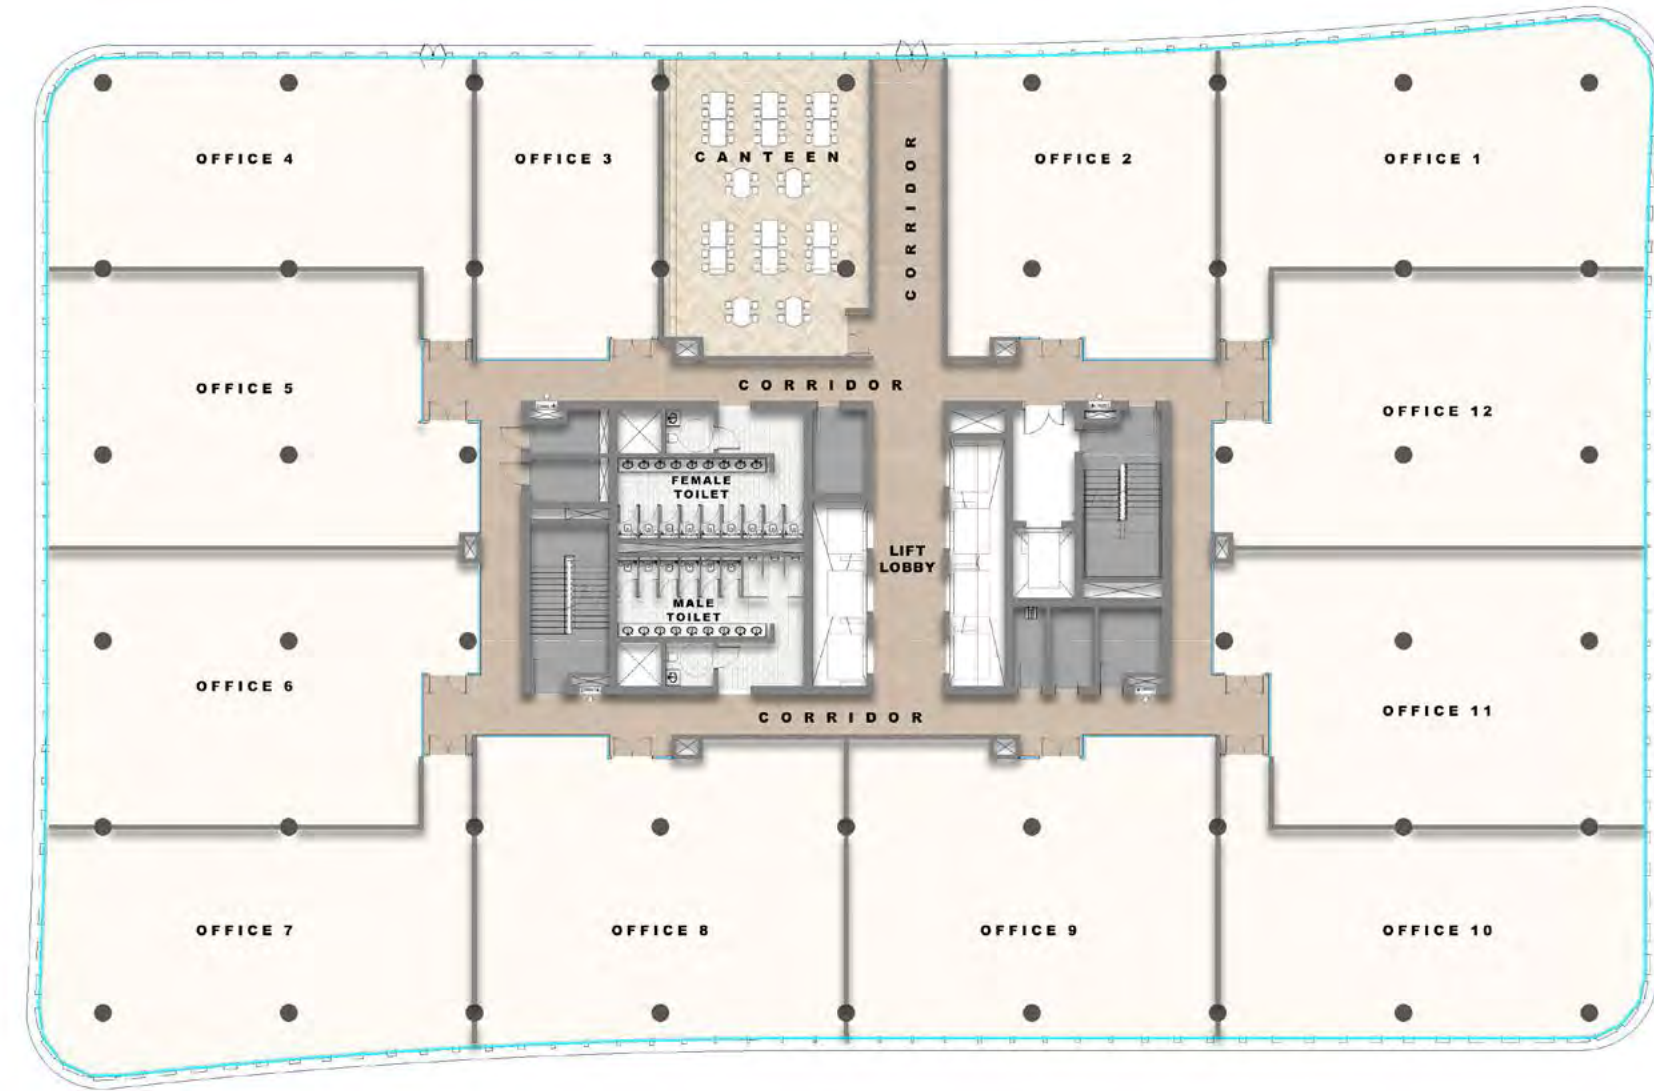 OFFICE 4
OFFICE 3
CANTEEN
CORRIDOR
OFFICE 2
OFFICE 1
OFFICE 5
CORRIDOR
OFFICE 12
FEMALE
TOILET
LIFT
LOBBY
MALE
TOILET
OFFICE 6
OFFICE 11
CORRIDOR
OFFICE 7
OFFICE 8
OFFICE 9
OFFICE 10